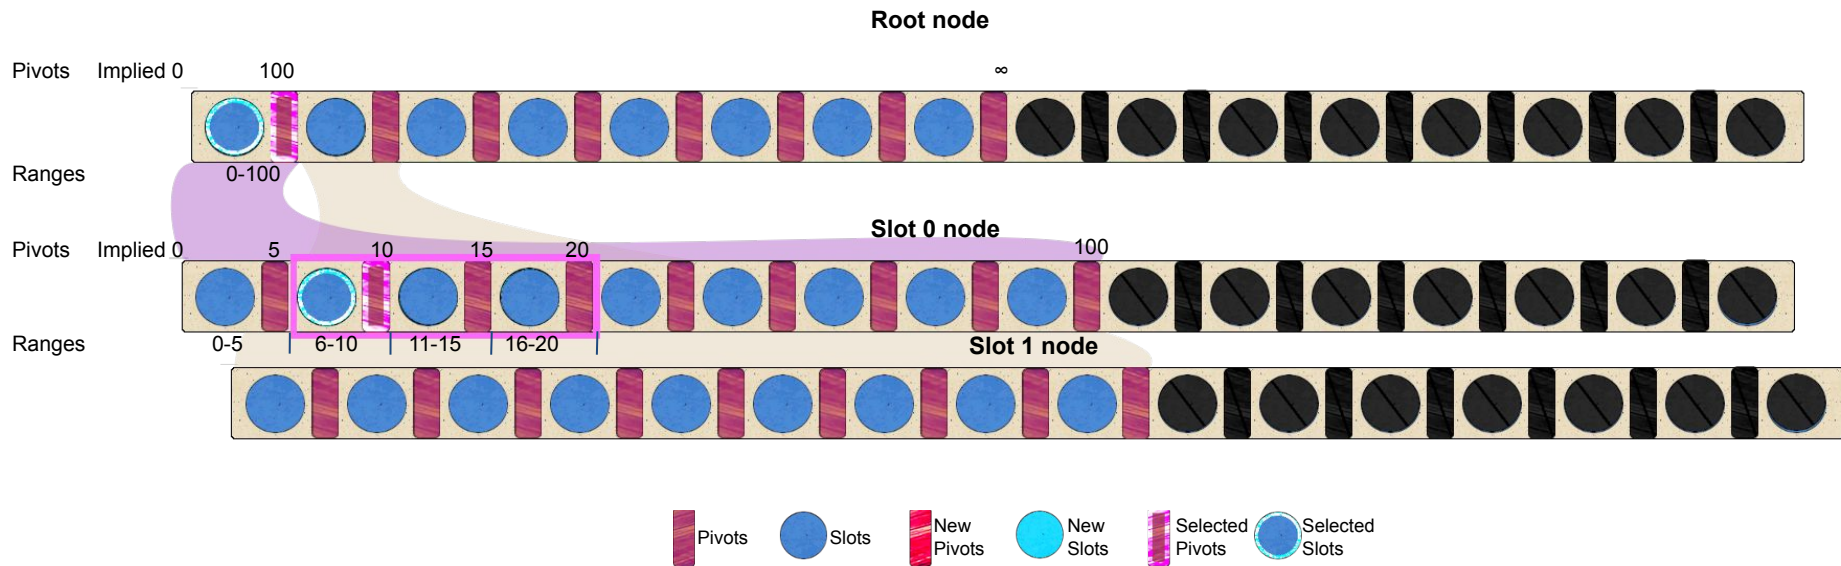 Root node
Pivots Implied 0 100 ∞
Ranges 0-100
Slot 0 node
Pivots Implied 0 5 10 15 20 100
Ranges 0-5 6-10 11-15 16-20
Slot 1 node
Pivots Slots New Pivots New Slots Selected Pivots Selected Slots